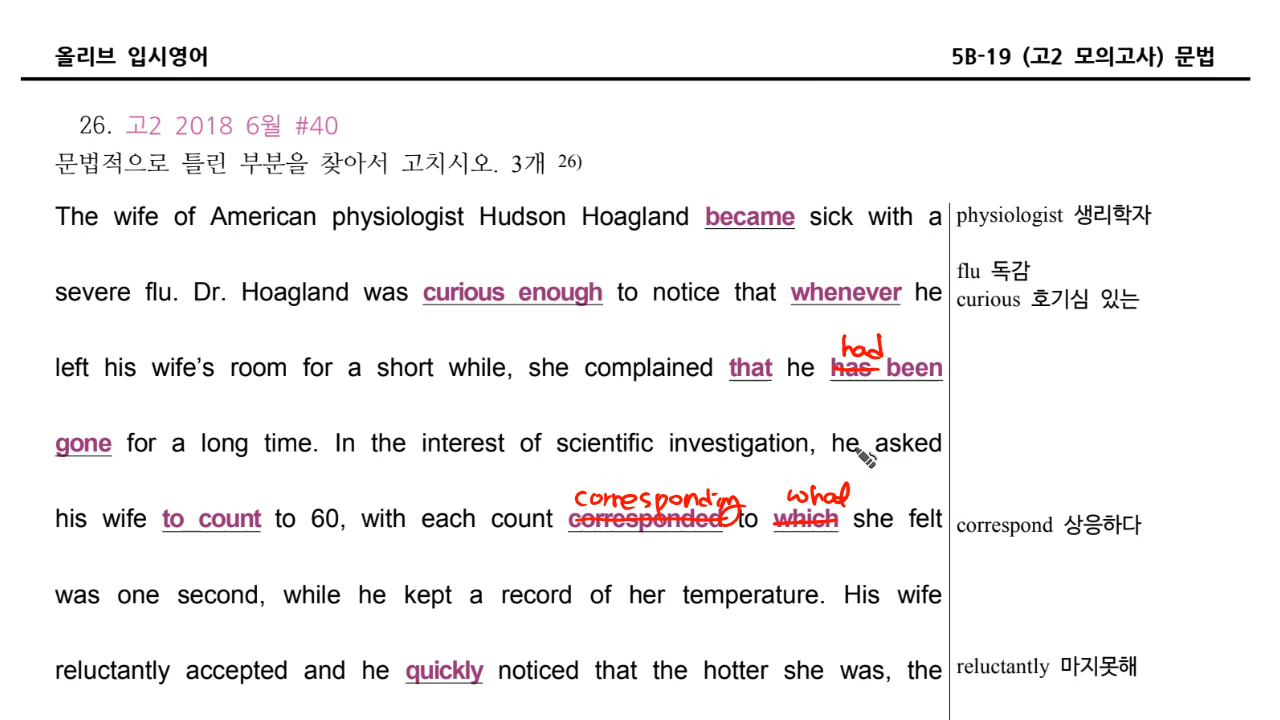 올리브 입시영어
5B-19 (고2 모의고사) 문법
26. 고2 2018 6월 #40
문법적으로 틀린 부분을 찾아서 고치시오. 3개 26)
The wife of American physiologist Hudson Hoagland became sick with a
physiologist 생리학자
flu 독감
severe flu. Dr. Hoagland was curious enough to notice that whenever he
curious 호기심 있는
had
left his wife's room for a short while, she complained that he has been
gone for a long time. In the interest of scientific investigation, he asked
corresponding what
his wife to count to 60, with each count corresponded to which she felt
correspond 상응하다
was one second, while he kept a record of her temperature. His wife
reluctantly accepted and he quickly noticed that the hotter she was, the
reluctantly 마지못해